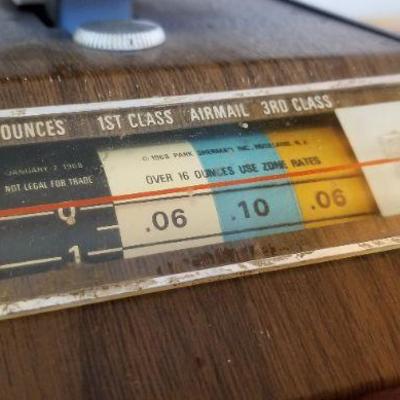 OUNCES 1ST CLASS AIRMAIL 3RD CLASS
JANUARY 7 1968 © 1968 PARK SHERMAN INC.
NOT LEGAL FOR TRADE OVER 16 OUNCES USE ZONE RATES
0 .06 .10 .06
1